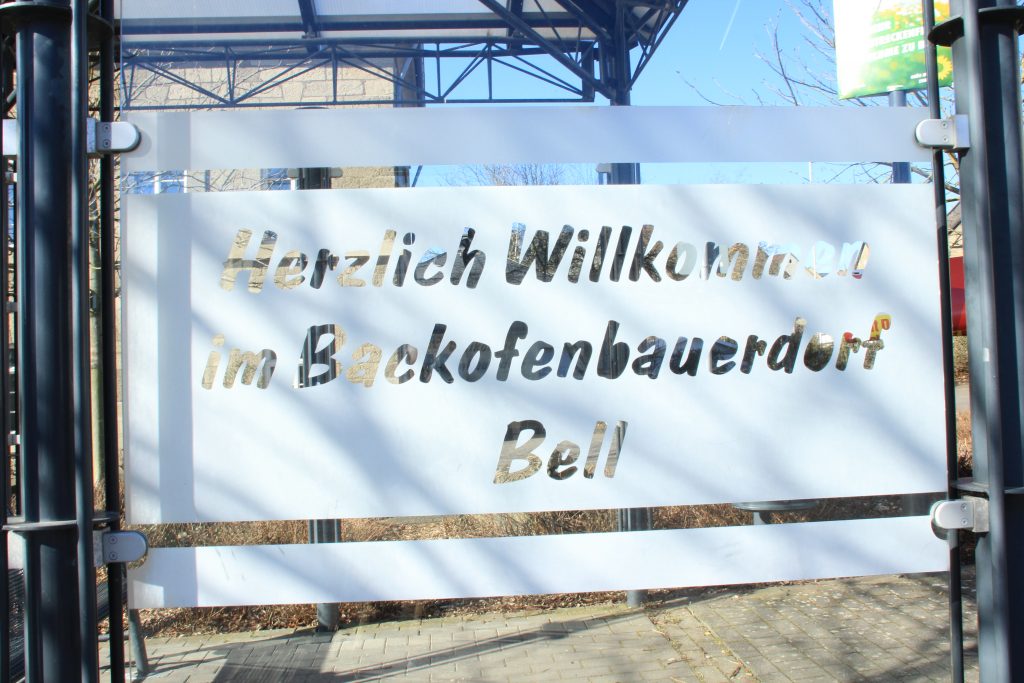 Herzlich Willkommen
im Backofenbauerdorf
Bell